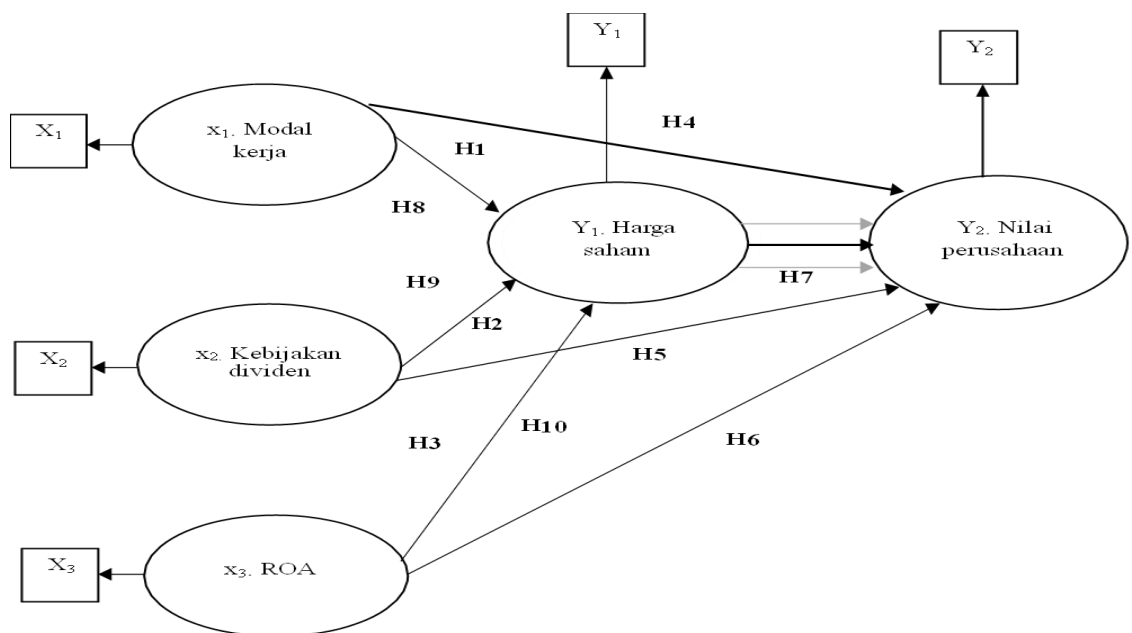 Y₁
Y₂
X₁
x₁. Modal
kerja
H4
H1
H8
Y₁. Harga
saham
Y₂. Nilai
perusahaan
H9
H7
H2
X₂
x₂. Kebijakan
dividen
H5
H3
H10
H6
X₃
x₃. ROA